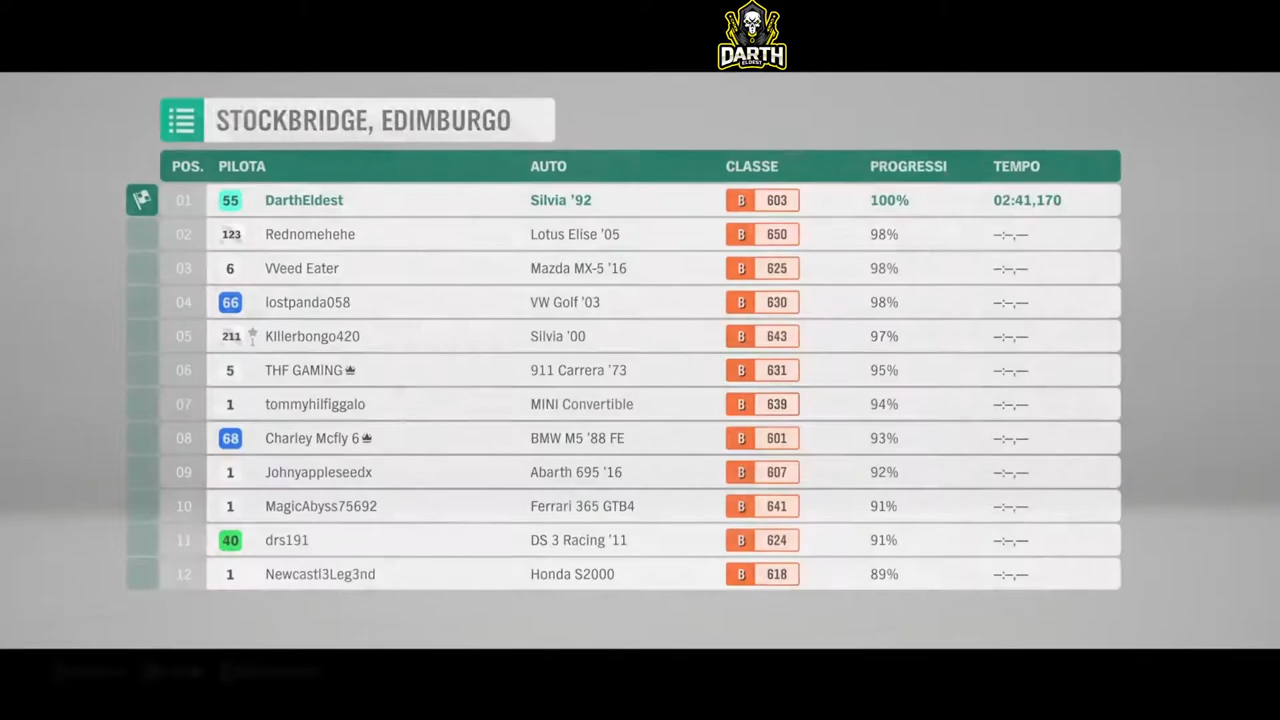 DARTH
ELDEST
STOCKBRIDGE, EDIMBURGO
POS. PILOTA AUTO CLASSE PROGRESSI TEMPO
01 55 DarthEldest Silvia '92 B 603 100% 02:41,170
02 123 Rednomehehe Lotus Elise '05 B 650 98% --:--,---
03 6 VVeed Eater Mazda MX-5 '16 B 625 98% --:--,---
04 66 lostpanda058 VW Golf '03 B 630 98% --:--,---
05 211 1 KIllerbongo420 Silvia '00 B 643 97% --:--,---
06 5 THF GAMING 911 Carrera '73 B 631 95% --:--,---
07 1 tommyhilfiggalo MINI Convertible B 639 94% --:--,---
08 68 Charley Mcfly 6 BMW M5 '88 FE B 601 93% --:--,---
09 1 Johnyappleseedx Abarth 695 '16 B 607 92% --:--,---
10 1 MagicAbyss75692 Ferrari 365 GTB4 B 641 91% --:--,---
11 40 drs191 DS 3 Racing '11 B 624 91% --:--,---
12 1 Newcastl3Leg3nd Honda S2000 B 618 89% --:--,---